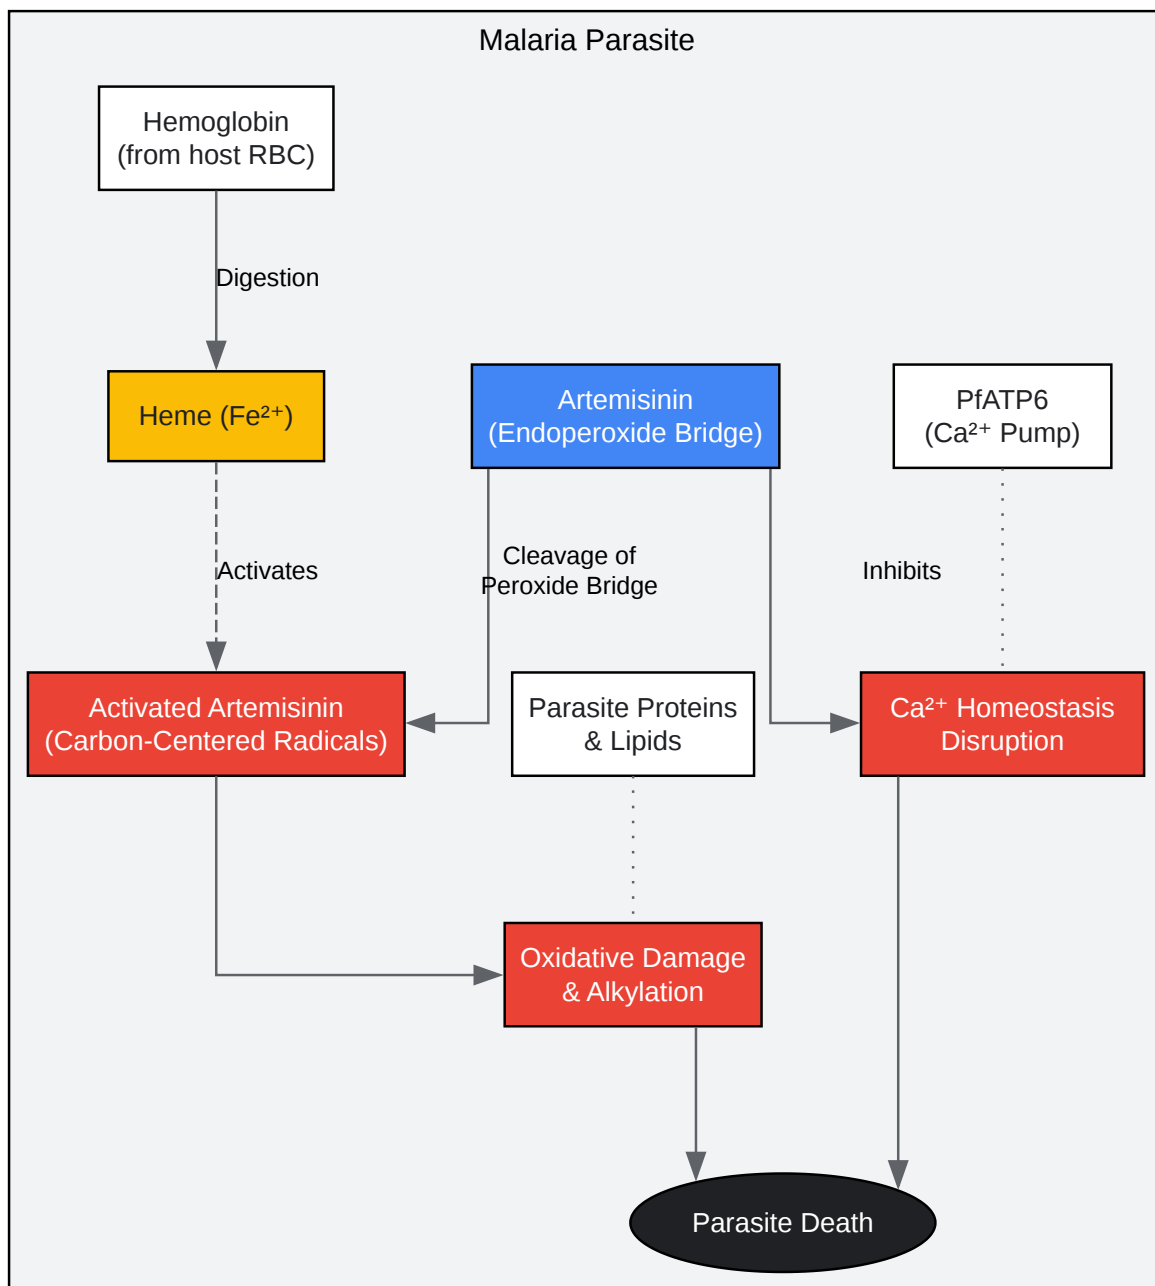 Malaria Parasite
Hemoglobin
(from host RBC)
Digestion
Heme (Fe²⁺)
Artemisinin
(Endoperoxide Bridge)
PfATP6
(Ca²⁺ Pump)
Activates
Cleavage of
Peroxide Bridge
Inhibits
Activated Artemisinin
(Carbon-Centered Radicals)
Parasite Proteins
& Lipids
Ca²⁺ Homeostasis
Disruption
Oxidative Damage
& Alkylation
Parasite Death